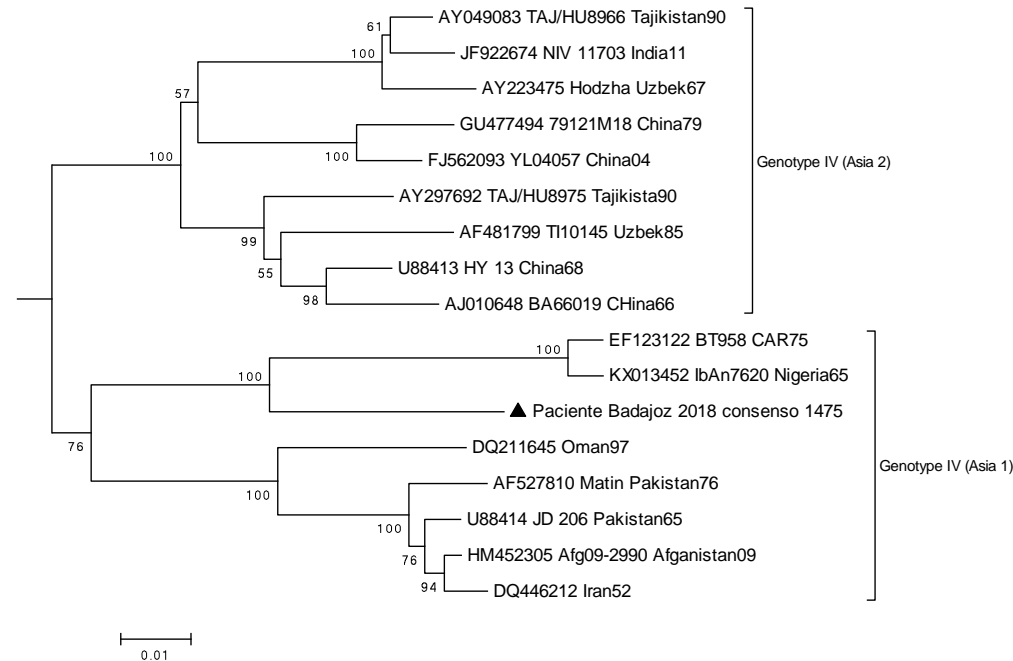 AY049083 TAJ/HU8966 Tajikistan90
61
JF922674 NIV 11703 India11
100
AY223475 Hodzha Uzbek67
57
GU477494 79121M18 China79
100
FJ562093 YL04057 China04
100
Genotype IV (Asia 2)
AY297692 TAJ/HU8975 Tajikista90
99
AF481799 TI10145 Uzbek85
55
U88413 HY 13 China68
98
AJ010648 BA66019 CHina66
EF123122 BT958 CAR75
100
KX013452 IbAn7620 Nigeria65
100
Paciente Badajoz 2018 consenso 1475
76
DQ211645 Oman97
Genotype IV (Asia 1)
100
AF527810 Matin Pakistan76
100
U88414 JD 206 Pakistan65
76
HM452305 Afg09-2990 Afganistan09
94
DQ446212 Iran52
0.01